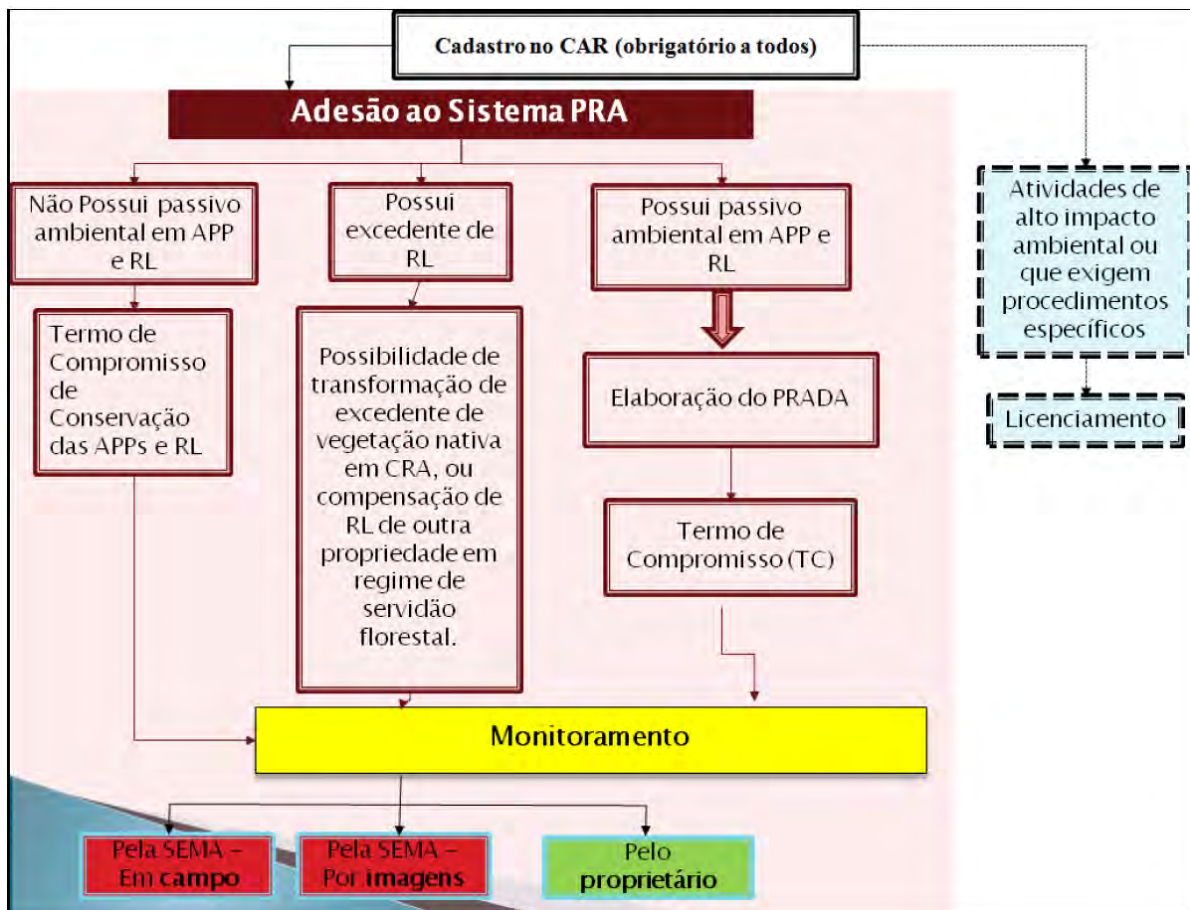 Cadastro no CAR (obrigatório a todos)
Adesão ao Sistema PRA
Não Possui passivo
ambiental em APP
e RL
Possui
excedente de
RL
Possui passivo
ambiental em APP e
RL
Atividades de
alto impacto
ambiental ou
que exigem
procedimentos
específicos
Termo de
Compromisso
de
Conservação
das APPs e RL
Possibilidade de
transformação de
excedente de
vegetação nativa
em CRA, ou
compensação de
RL de outra
propriedade em
regime de
servidão
florestal.
Elaboração do PRADA
Licenciamento
Termo de
Compromisso (TC)
Monitoramento
Pela SEMA –
Em campo
Pela SEMA –
Por imagens
Pelo
proprietário